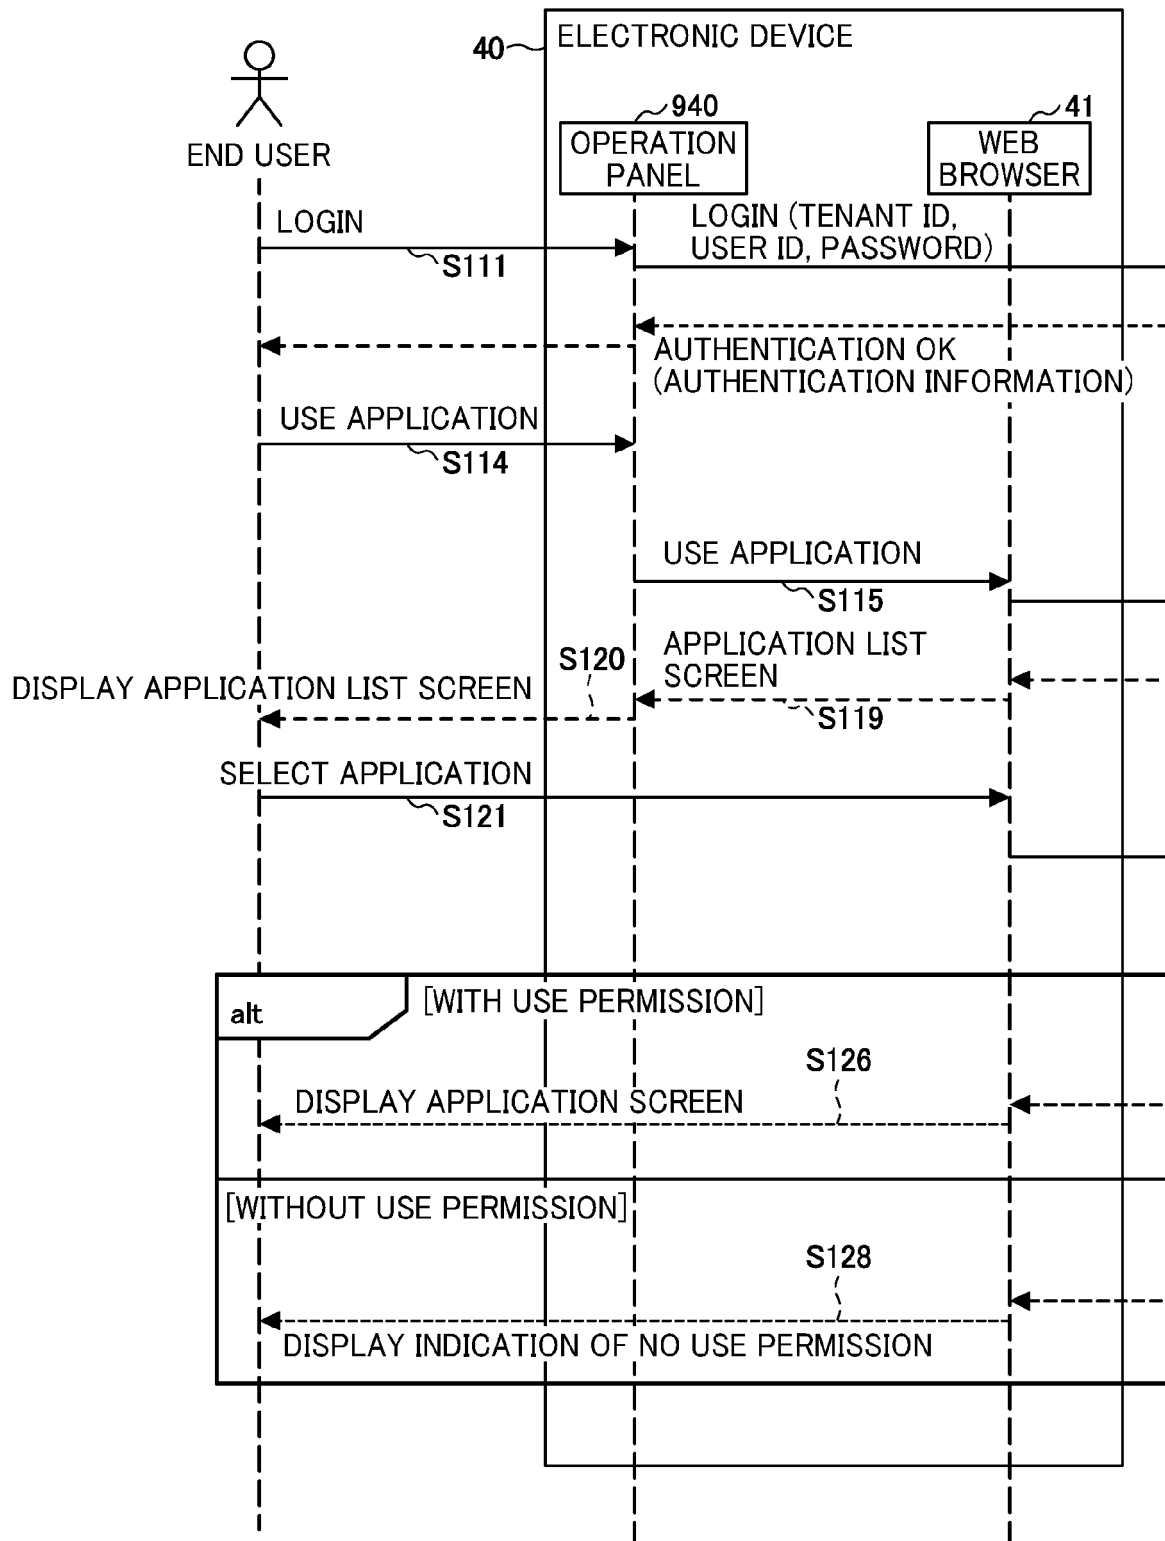 ELECTRONIC DEVICE
40
940
41
OPERATION
PANEL
WEB
BROWSER
END USER
LOGIN
S111
LOGIN (TENANT ID,
USER ID, PASSWORD)
AUTHENTICATION OK
(AUTHENTICATION INFORMATION)
USE APPLICATION
S114
USE APPLICATION
S115
APPLICATION LIST
SCREEN
S119
S120
DISPLAY APPLICATION LIST SCREEN
SELECT APPLICATION
S121
alt
[WITH USE PERMISSION]
S126
DISPLAY APPLICATION SCREEN
[WITHOUT USE PERMISSION]
S128
DISPLAY INDICATION OF NO USE PERMISSION